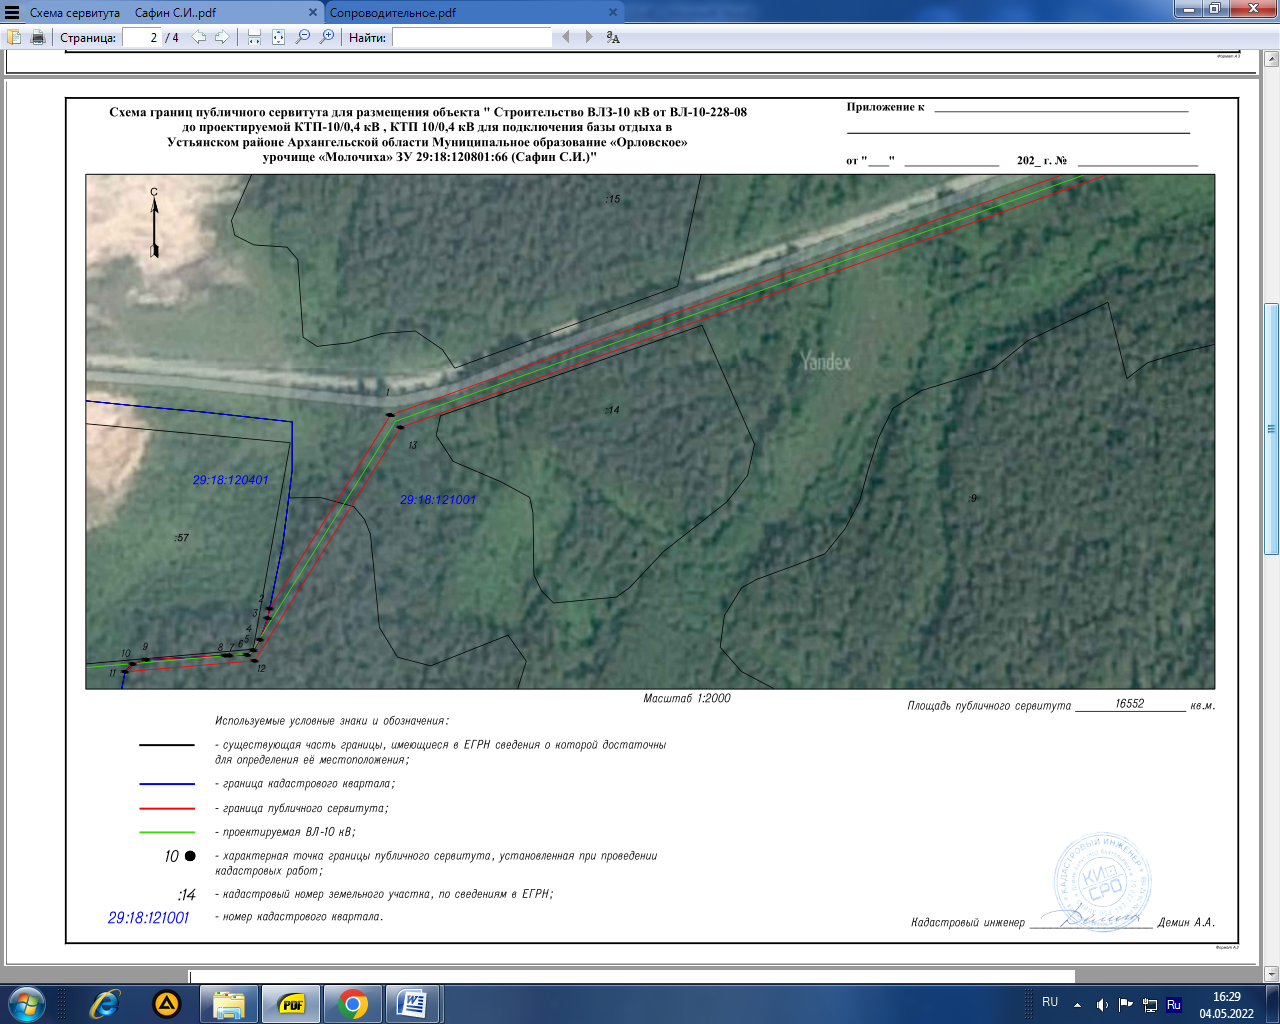 Схема сервитута Сафин С.И..pdf
Сопроводительное.pdf
Страница: 2 / 4
Найти:
Формат А3
Схема границ публичного сервитута для размещения объекта " Строительство ВЛЗ-10 кВ от ВЛ-10-228-08
до проектируемой КТП-10/0,4 кВ , КТП 10/0,4 кВ для подключения базы отдыха в
Устьянском районе Архангельской области Муниципальное образование «Орловское»
урочище «Молочиха» ЗУ 29:18:120801:66 (Сафин С.И.)"
Приложение к
от "___" 202_ г. №
С
:15
Yandex
1
:14
13
29:18:120401
29:18:121001
:9
:57
2
3
4
5
6
7
8
9
10
11
12
Масштаб 1:2000
Площадь публичного сервитута 16552 кв.м.
Используемые условные знаки и обозначения:
- существующая часть границы, имеющиеся в ЕГРН сведения о которой достаточны
для определения её местоположения;
- граница кадастрового квартала;
- граница публичного сервитута;
- проектируемая ВЛ-10 кВ;
10 - характерная точка границы публичного сервитута, установленная при проведении
кадастровых работ;
:14 - кадастровый номер земельного участка, по сведениям в ЕГРН;
29:18:121001 - номер кадастрового квартала.
КАДАСТРОВЫЙ ИНЖЕНЕР
СРО
Кадастровый инженер Демин А.А.
Формат А3
PDF
RU
Ru
16:29
04.05.2022